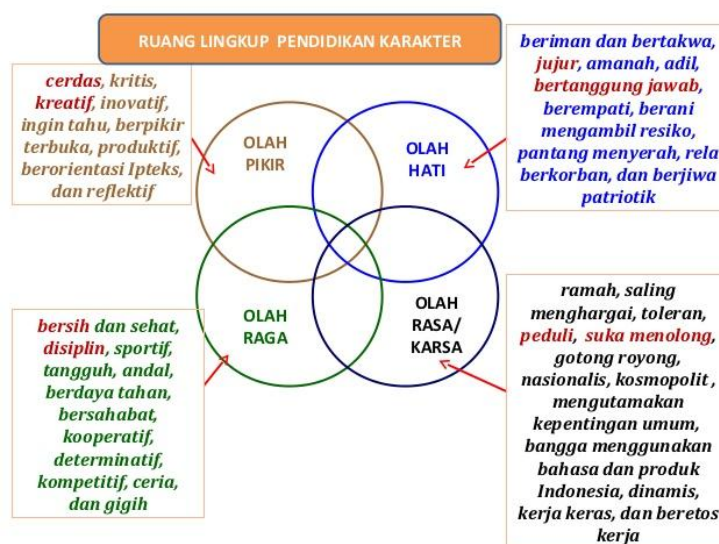 RUANG LINGKUP PENDIDIKAN KARAKTER
cerdas, kritis,
kreatif, inovatif,
ingin tahu, berpikir
terbuka, produktif,
berorientasi Ipteks,
dan reflektif
OLAH
PIKIR
OLAH
HATI
beriman dan bertakwa,
jujur, amanah, adil,
bertanggung jawab,
berempati, berani
mengambil resiko,
pantang menyerah, rela
berkorban, dan berjiwa
patriotik
bersih dan sehat,
disiplin, sportif,
tangguh, andal,
berdaya tahan,
bersahabat,
kooperatif,
determinatif,
kompetitif, ceria,
dan gigih
OLAH
RAGA
OLAH
RASA/
KARSA
ramah, saling
menghargai, toleran,
peduli, suka menolong,
gotong royong,
nasionalis, kosmopolit ,
mengutamakan
kepentingan umum,
bangga menggunakan
bahasa dan produk
Indonesia, dinamis,
kerja keras, dan beretos
kerja